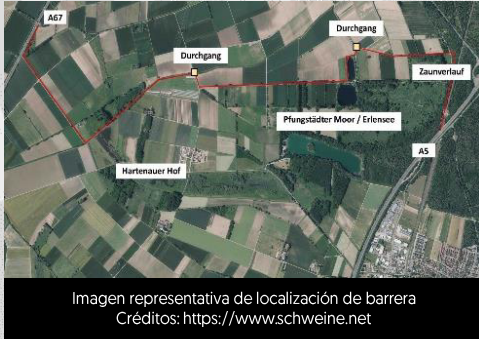 A67
Durchgang
Durchgang
Zaunverlauf
Pfungstädter Moor / Erlensee
A5
Hartenauer Hof
Imagen representativa de localización de barrera
Créditos: https://www.schweine.net